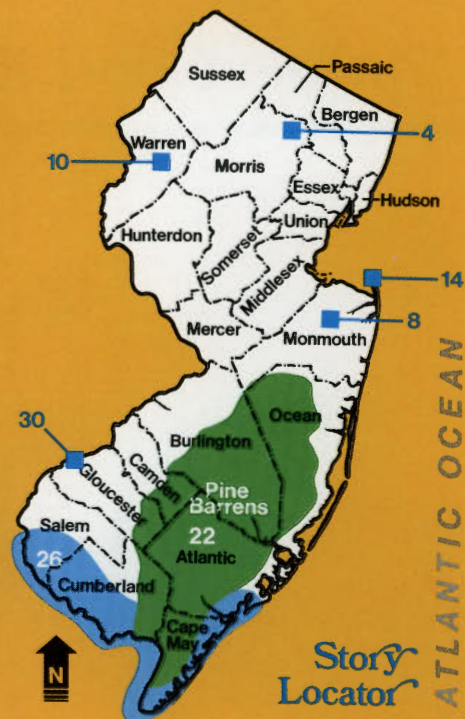 Sussex
Passaic
Bergen
Warren
4
10
Morris
Essex
Hudson
Union
Hunterdon
Somerset
Middlesex
14
Mercer
Monmouth
8
ATLANTIC OCEAN
Ocean
30
Burlington
Camden
Gloucester
Pine
Barrens
Salem
22
26
Atlantic
Cumberland
Cape
May
N
Story
Locator